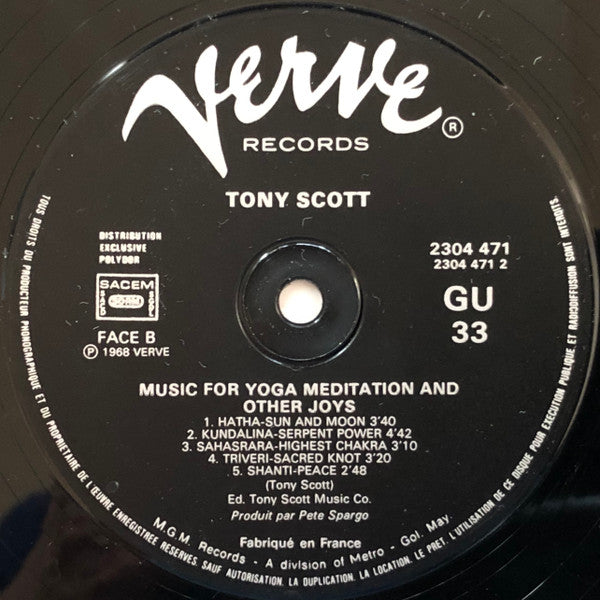 Verve ®
RECORDS
TONY SCOTT
DISTRIBUTION
EXCLUSIVE
POLYDOR
SACEM
FACE B
℗ 1968 VERVE
2304 471
2304 471 2
GU
33
MUSIC FOR YOGA MEDITATION AND
OTHER JOYS
1. HATHA-SUN AND MOON 3'40
2. KUNDALINA-SERPENT POWER 4'42
3. SAHASRARA-HIGHEST CHAKRA 3'10
4. TRIVERI-SACRED KNOT 3'20
5. SHANTI-PEACE 2'48
(Tony Scott)
Ed. Tony Scott Music Co.
Produit par Pete Spargo
Fabriqué en France
M.G.M. Records - A division of Metro - Gol. May.
TOUS DROITS DU PRODUCTEUR PHONOGRAPHIQUE ET DU PROPRIETAIRE DE L'ŒUVRE ENREGISTREE RESERVES. SAUF AUTORISATION. LA DUPLICATION. LA LOCATION. LE PRET. L'UTILISATION DE CE DISQUE POUR EXECUTION PUBLIQUE ET RADIODIFFUSION SONT INTERDITS.